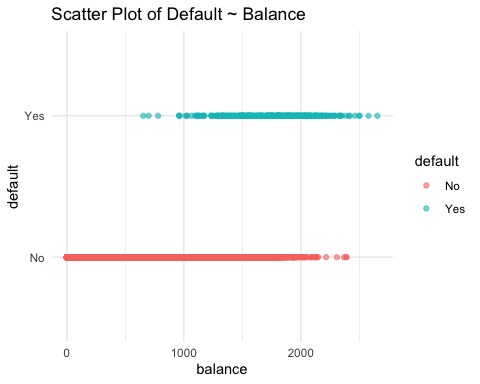 Scatter Plot of Default ~ Balance
Yes
No
default
0
1000
2000
balance
default
No
Yes